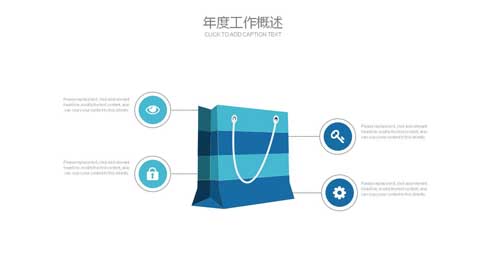 年度工作概述
CLICK TO ADD CAPTION TEXT
Please replace text, click add relevant
headline, modify the text content, and
can copy your content to this directly.
Please replace text, click add relevant
headline, modify the text content, and
can copy your content to this directly.
Please replace text, click add relevant
headline, modify the text content, and
can copy your content to this directly.
Please replace text, click add relevant
headline, modify the text content, and
can copy your content to this directly.